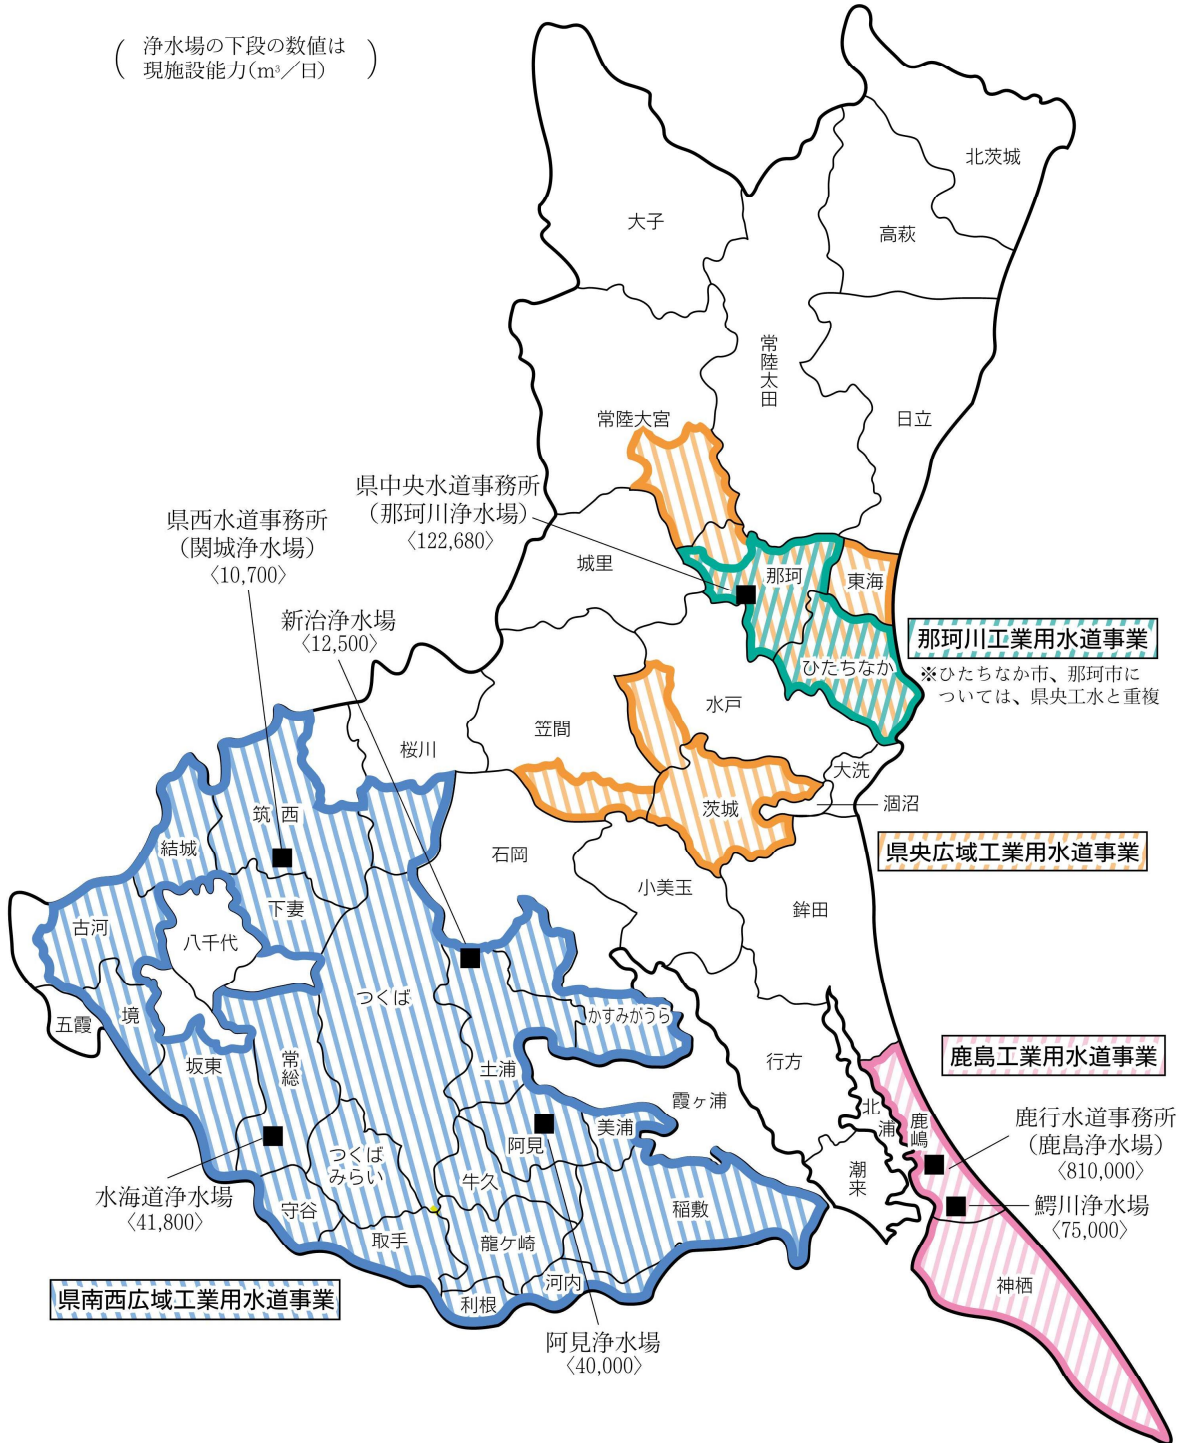 浄水場の下段の数値は
現施設能力(m³／日)
北茨城
大子
高萩
常陸太田
日立
常陸大宮
県中央水道事務所
(那珂川浄水場)
〈122,680〉
県西水道事務所
(関城浄水場)
〈10,700〉
城里
那珂
東海
新治浄水場
〈12,500〉
那珂川工業用水道事業
※ひたちなか市、那珂市に
ついては、県央工水と重複
ひたちなか
水戸
笠間
桜川
大洗
涸沼
茨城
県央広域工業用水道事業
筑西
結城
石岡
小美玉
鉾田
下妻
古河
八千代
つくば
かすみがうら
五霞
境
坂東
常総
土浦
行方
霞ヶ浦
鹿島工業用水道事業
北浦
鹿嶋
鹿行水道事務所
(鹿島浄水場)
〈810,000〉
美浦
阿見
つくば
みらい
牛久
潮来
鰐川浄水場
〈75,000〉
水海道浄水場
〈41,800〉
守谷
稲敷
取手
龍ケ崎
神栖
河内
利根
県南西広域工業用水道事業
阿見浄水場
〈40,000〉